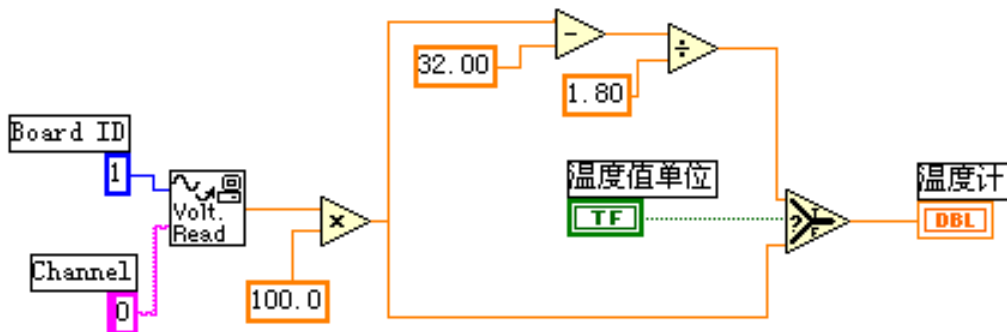 32.00
-
÷
1.80
Board ID
1
Volt.
Read
×
温度值单位
TF
?
T
F
温度计
DBL
Channel
0
100.0